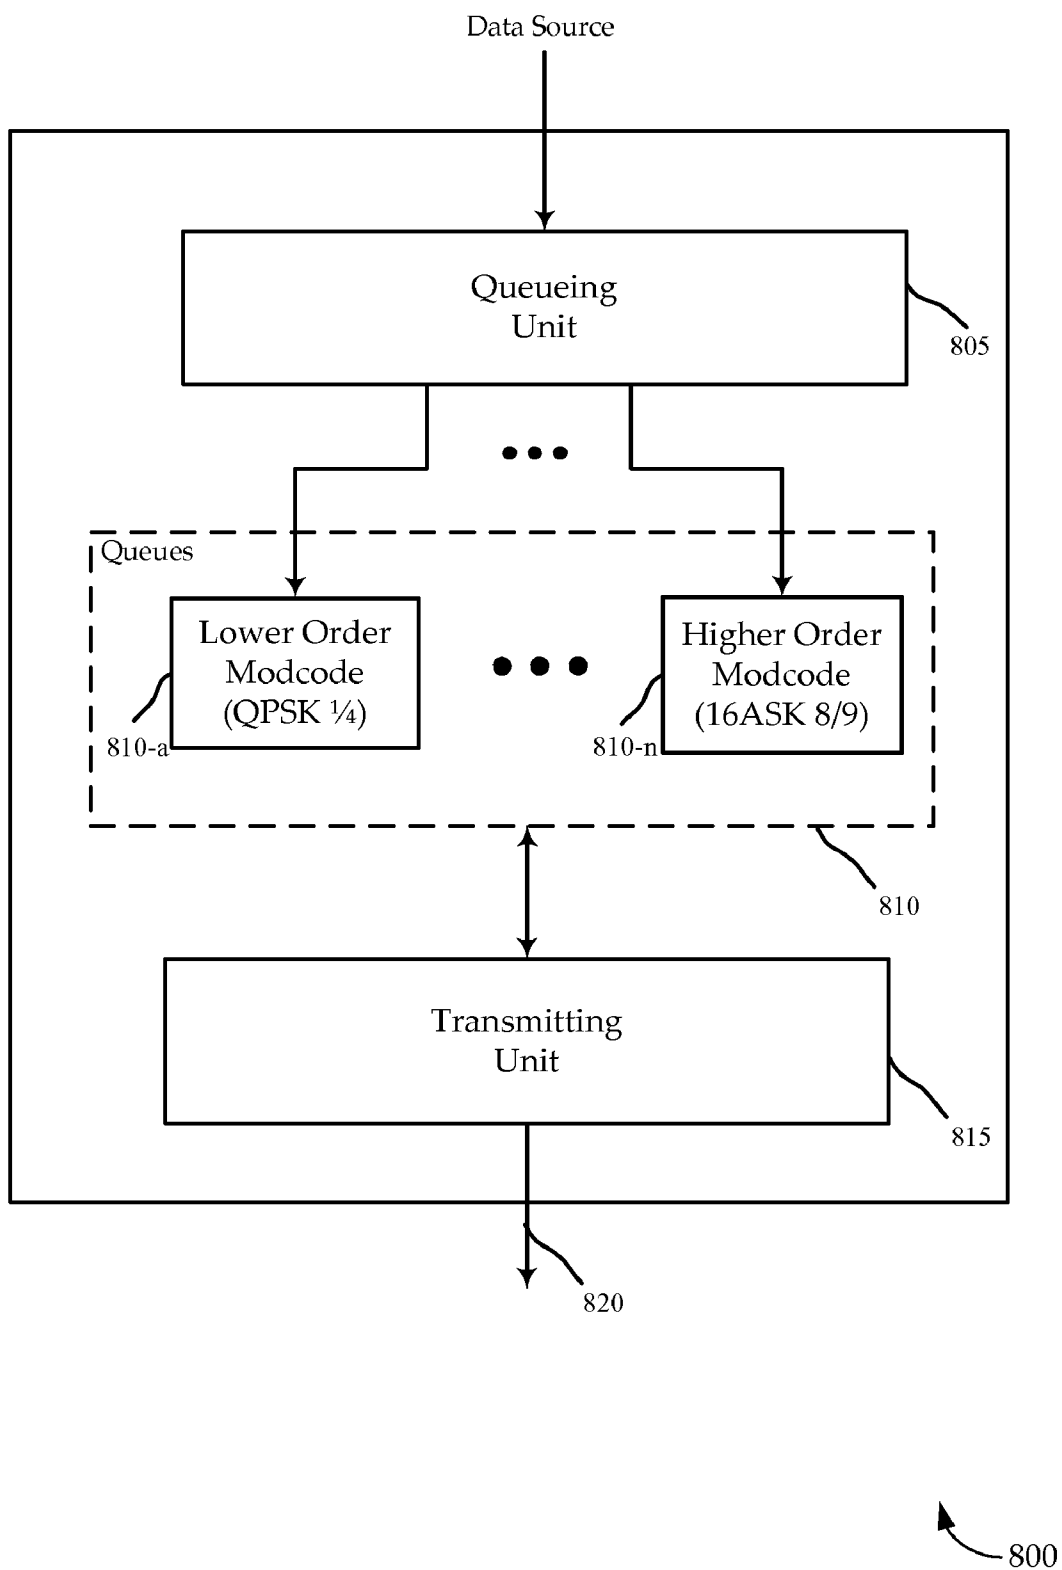 Data Source
Queueing
Unit
805
Queues
Lower Order
Modcode
(QPSK ¼)
810-a
Higher Order
Modcode
(16ASK 8/9)
810-n
810
Transmitting
Unit
815
820
800